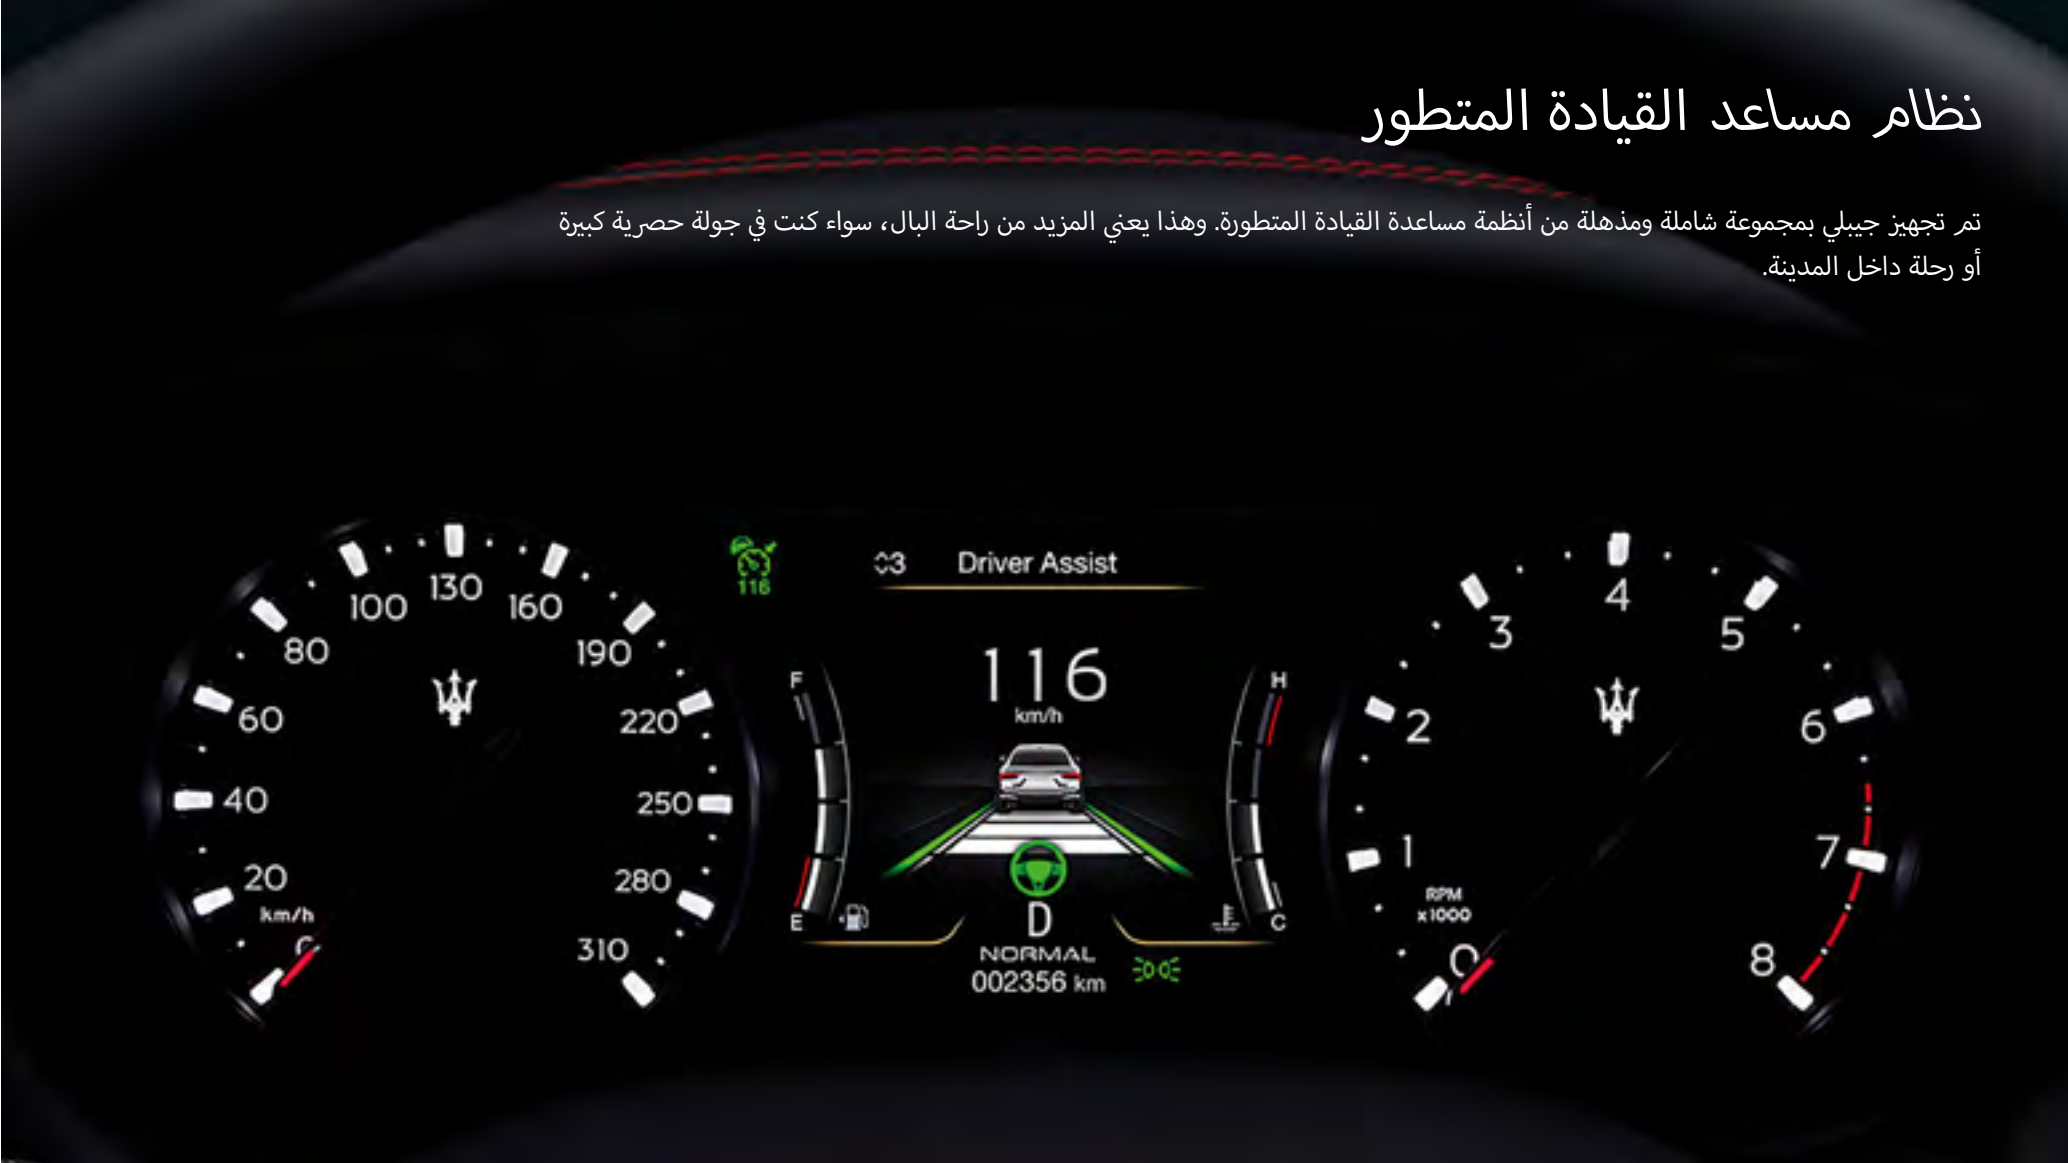 نظام مساعد القيادة المتطور
تم تجهيز جيبلي بمجموعة شاملة ومذهلة من أنظمة مساعدة القيادة المتطورة. وهذا يعني المزيد من راحة البال، سواء كنت في جولة حصرية كبيرة
أو رحلة داخل المدينة.
116
3 Driver Assist
130
100
160
80
190
60
220
40
250
20
280
km/h
0
310
F
E
116
km/h
H
C
D
NORMAL
002356 km
4
3
5
2
6
1
7
RPM
x1000
0
8